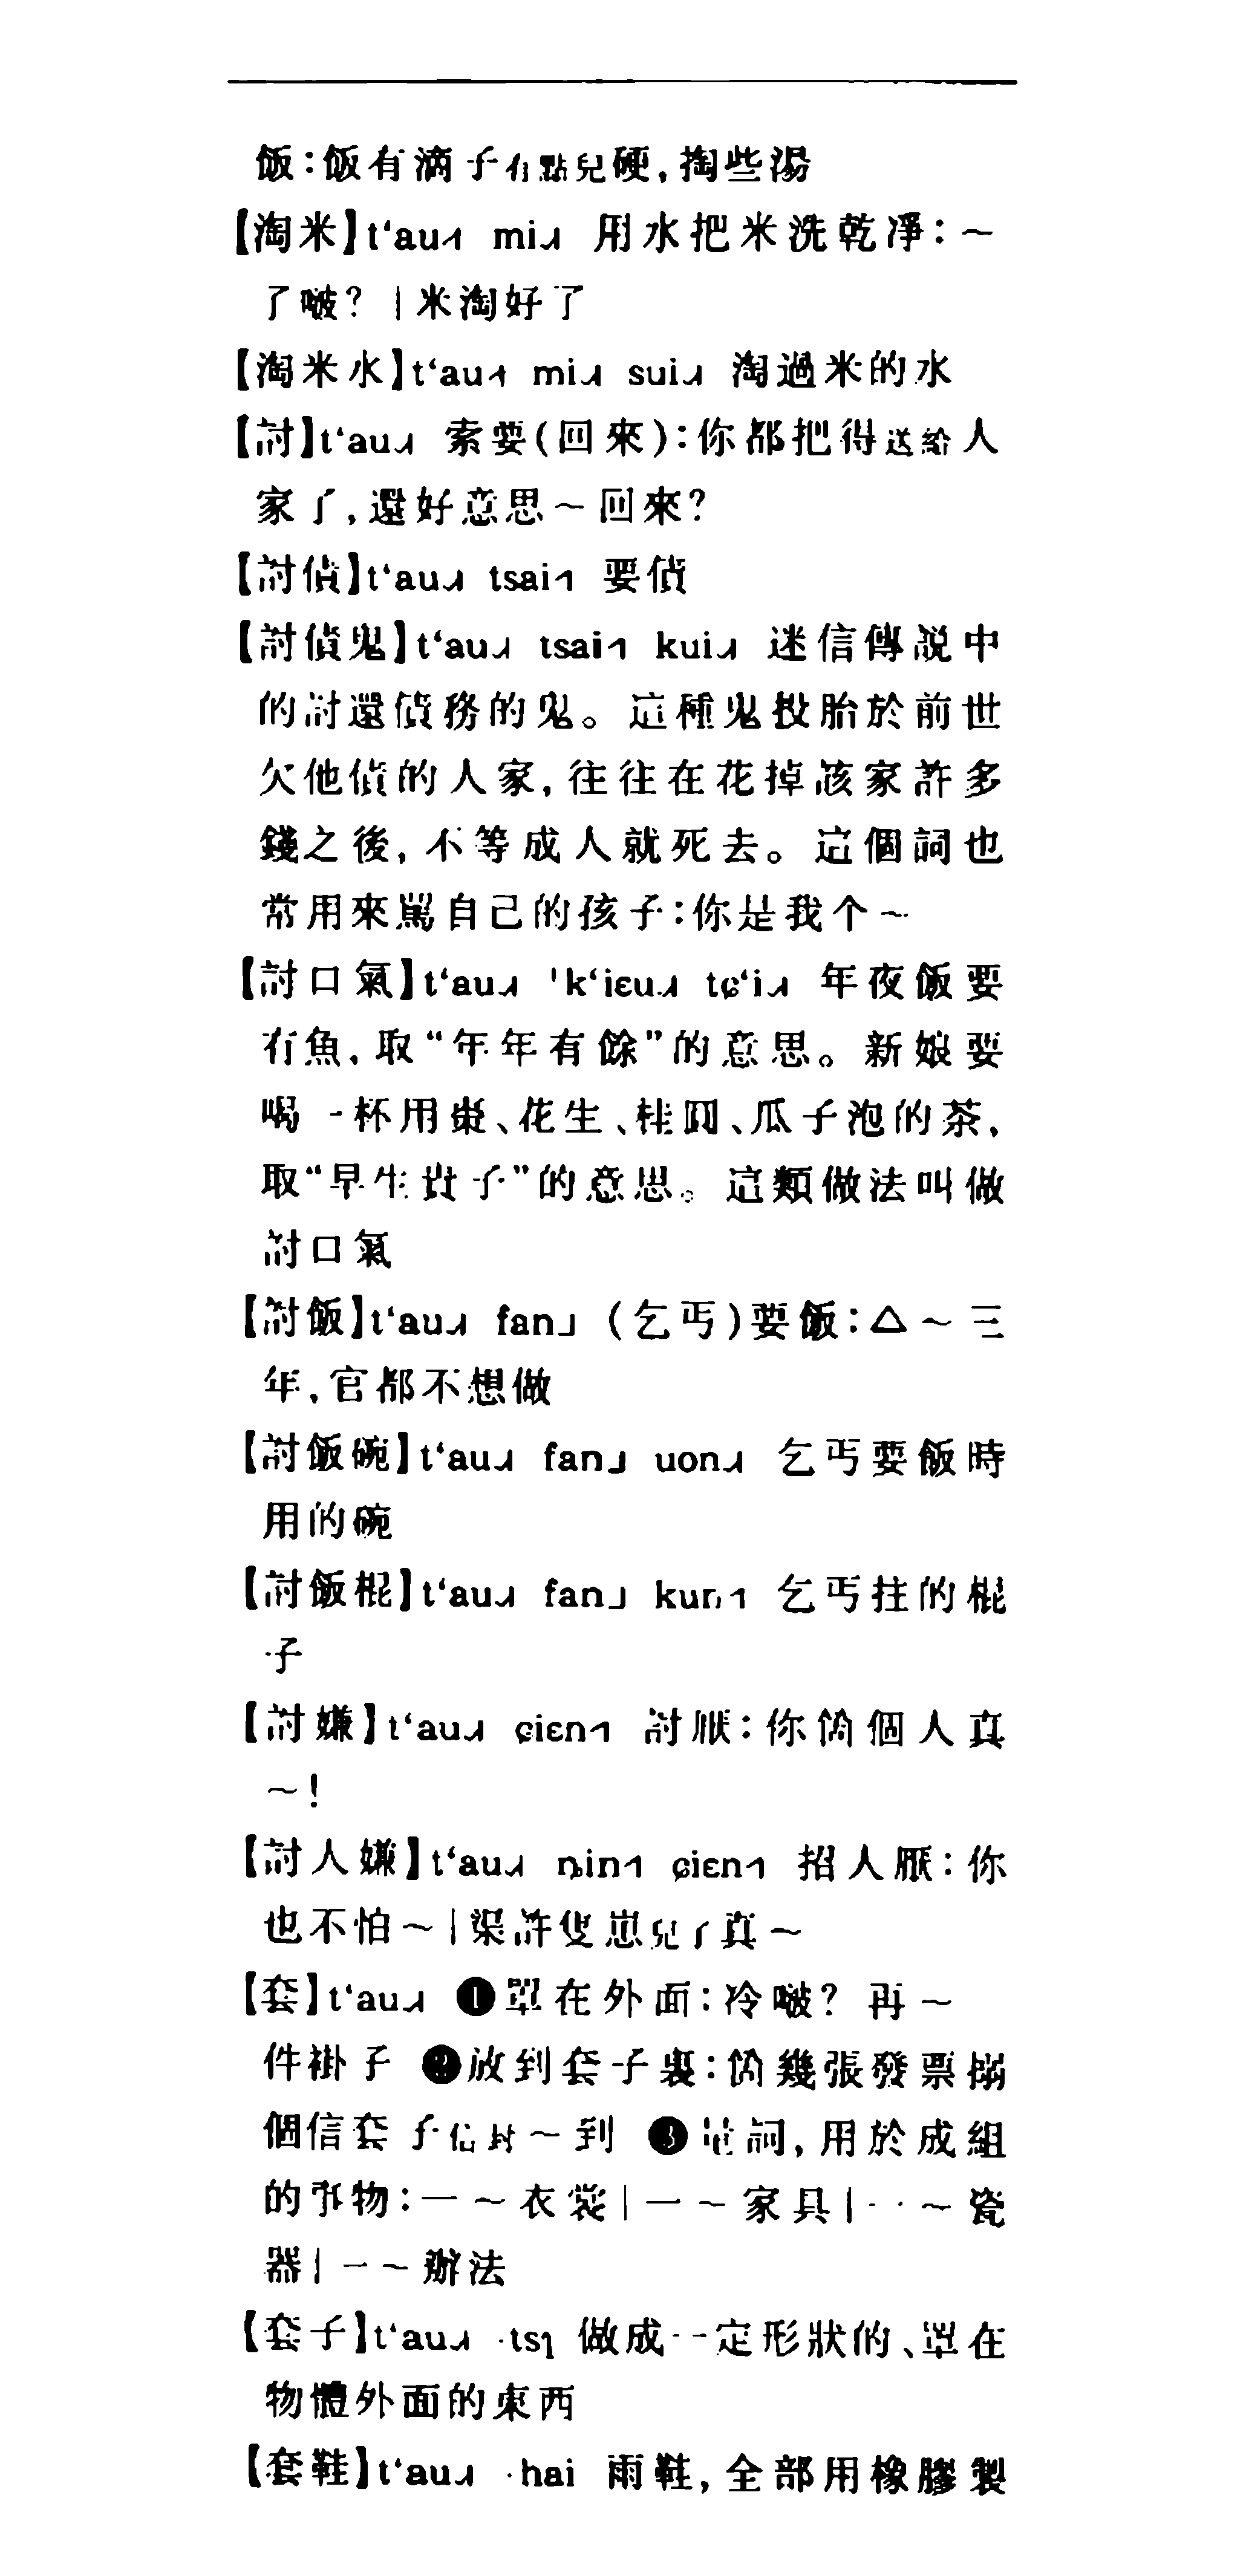 飯：飯有滴子有點兒硬，掏些湯
【淘米】t‘au˧˥ mi˨˩˧ 用水把米洗乾凈：～
了啵？｜米淘好了
【淘米水】t‘au˧˥ mi˨˩˧ sui˨˩˧ 淘過米的水
【討】t‘au˨˩˧ 索要（回來）：你都把得送給人
家了，還好意思～回來？
【討債】t‘au˨˩˧ tsai˧˥ 要債
【討債鬼】t‘au˨˩˧ tsai˧˥ kui˨˩˧ 迷信傳説中
的討還債務的鬼。這種鬼投胎於前世
欠他債的人家，往往在花掉該家許多
錢之後，不等成人就死去。這個詞也
常用來駡自己的孩子：你是我个～
【討口氣】t‘au˨˩˧ ˈk‘iɛu˨˩˧ tɕ‘i˨˩˧ 年夜飯要
有魚，取“年年有餘”的意思。新娘要
喝一杯用棗、花生、桂圓、瓜子泡的茶，
取“早生貴子”的意思。這類做法叫做
討口氣
【討飯】t‘au˨˩˧ fan˩ （乞丐）要飯：△～三
年，官都不想做
【討飯碗】t‘au˨˩˧ fan˩ uon˨˩˧ 乞丐要飯時
用的碗
【討飯棍】t‘au˨˩˧ fan˩ kun˧˥ 乞丐拄的棍
子
【討嫌】t‘au˨˩˧ ɕiɛn˧˥ 討厭：你箇個人真
～！
【討人嫌】t‘au˨˩˧ ȵin˧˥ ɕiɛn˧˥ 招人厭：你
也不怕～｜渠許隻崽兒子真～
【套】t‘au˨˩˧ ❶罩在外面：冷啵？再～
件褂子 ❷放到套子裏：箇幾張發票搦
個信套子信封～到 ❸量詞，用於成組
的事物：一～衣裳｜一～家具｜一～瓷
器｜一～辦法
【套子】t‘au˨˩˧ ·tsɿ 做成一定形狀的、罩在
物體外面的東西
【套鞋】t‘au˨˩˧ ·hai 雨鞋，全部用橡膠製